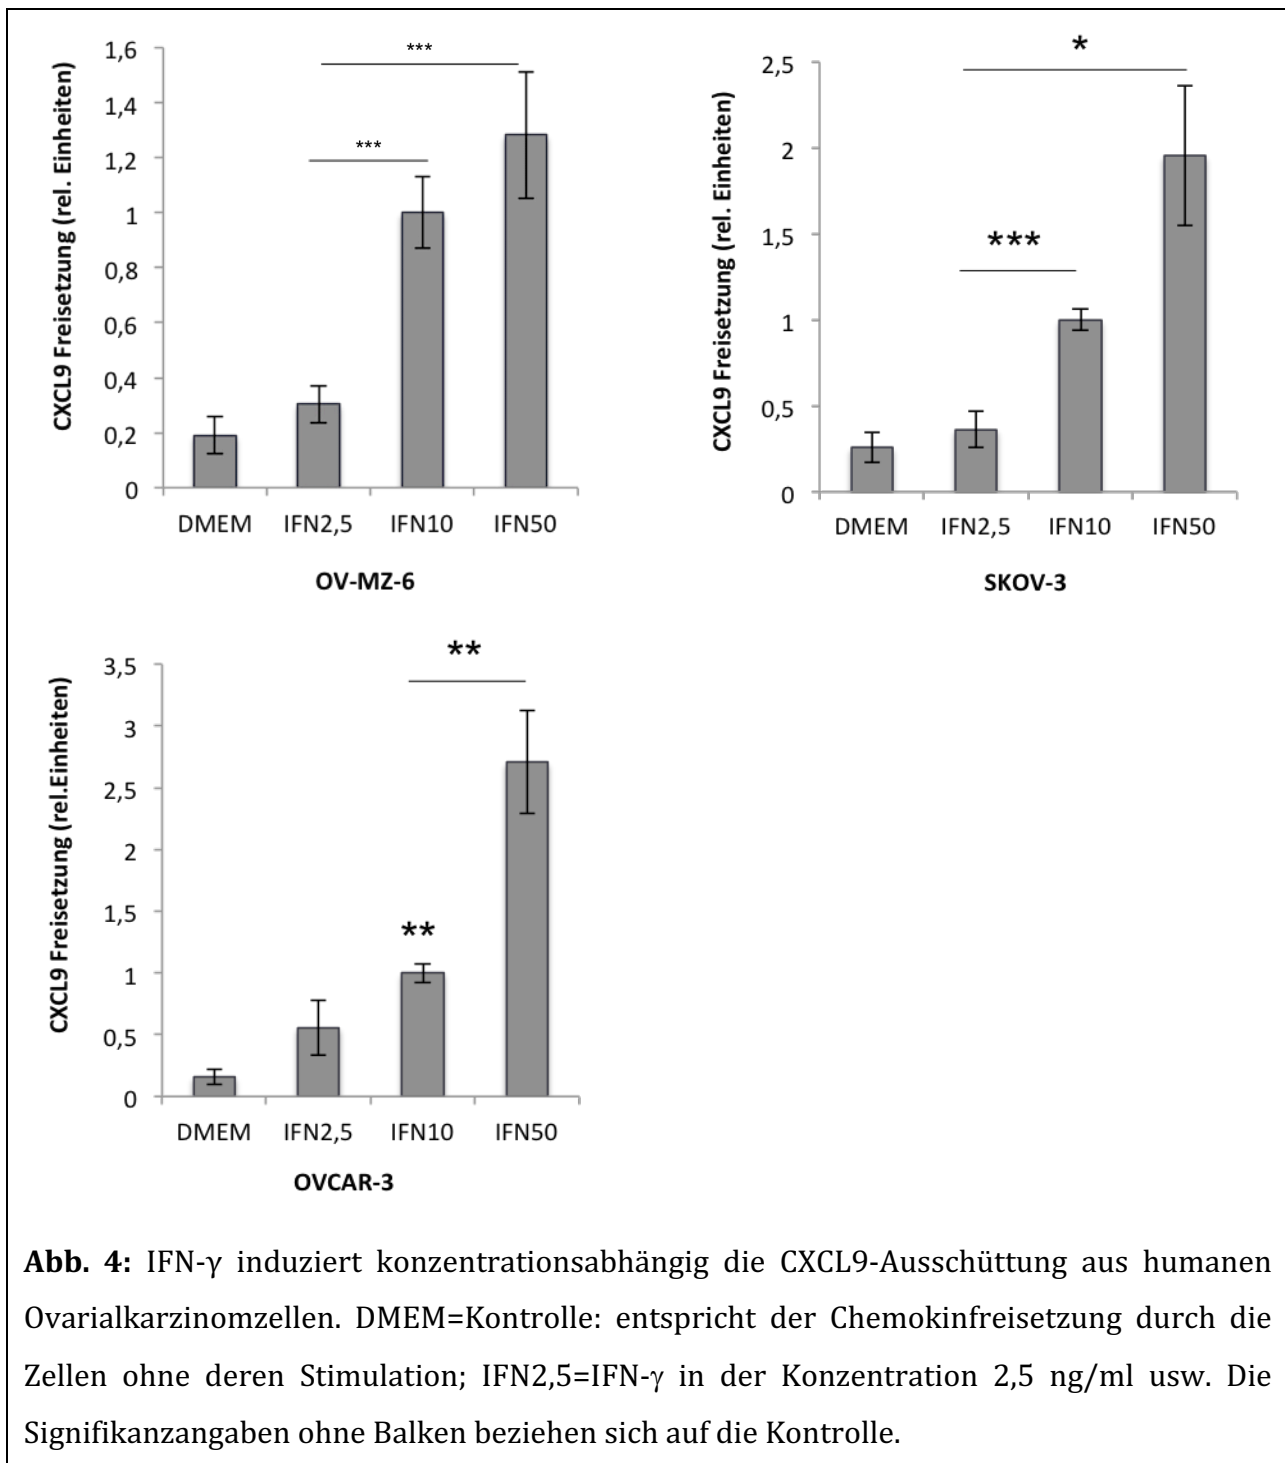 CXCL9 Freisetzung (rel. Einheiten)
1,6
1,4
1,2
1
0,8
0,6
0,4
0,2
0
***
***
DMEM IFN2,5 IFN10 IFN50
OV-MZ-6
CXCL9 Freisetzung (rel. Einheiten)
2,5
2
1,5
1
0,5
0
*
***
DMEM IFN2,5 IFN10 IFN50
SKOV-3
CXCL9 Freisetzung (rel.Einheiten)
3,5
3
2,5
2
1,5
1
0,5
0
**
**
DMEM IFN2,5 IFN10 IFN50
OVCAR-3
Abb. 4: IFN-γ induziert konzentrationsabhängig die CXCL9-Ausschüttung aus humanen
Ovarialkarzinomzellen. DMEM=Kontrolle: entspricht der Chemokinfreisetzung durch die
Zellen ohne deren Stimulation; IFN2,5=IFN-γ in der Konzentration 2,5 ng/ml usw. Die
Signifikanzangaben ohne Balken beziehen sich auf die Kontrolle.